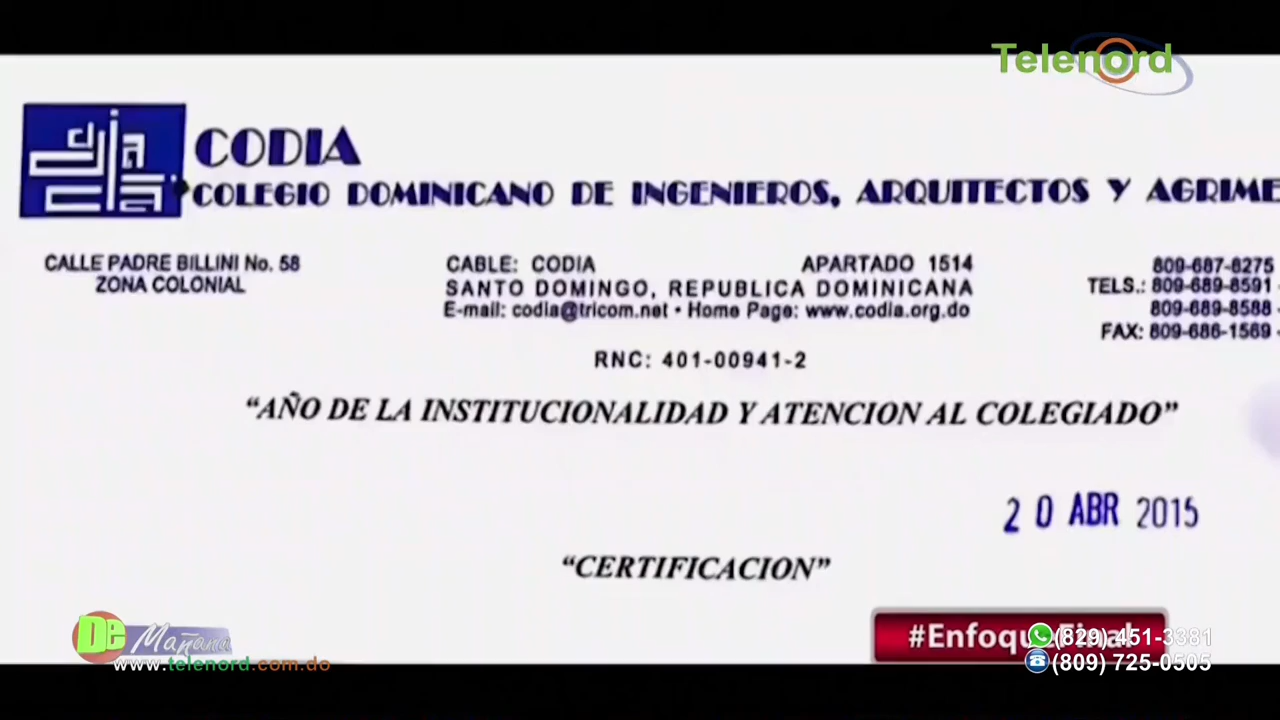 Telenord
CODIA
COLEGIO DOMINICANO DE INGENIEROS, ARQUITECTOS Y AGRIME
CALLE PADRE BILLINI No. 58
ZONA COLONIAL
CABLE: CODIA APARTADO 1514
SANTO DOMINGO, REPUBLICA DOMINICANA
E-mail: codia@tricom.net • Home Page: www.codia.org.do
809-687-8275
TELS.: 809-689-8591 -
809-689-8588 -
FAX: 809-686-1569 -
RNC: 401-00941-2
“AÑO DE LA INSTITUCIONALIDAD Y ATENCION AL COLEGIADO”
20 ABR 2015
“CERTIFICACION”
De Mañana
www.telenord.com.do
#EnfoqueFinal
(829) 451-3381
(809) 725-0505